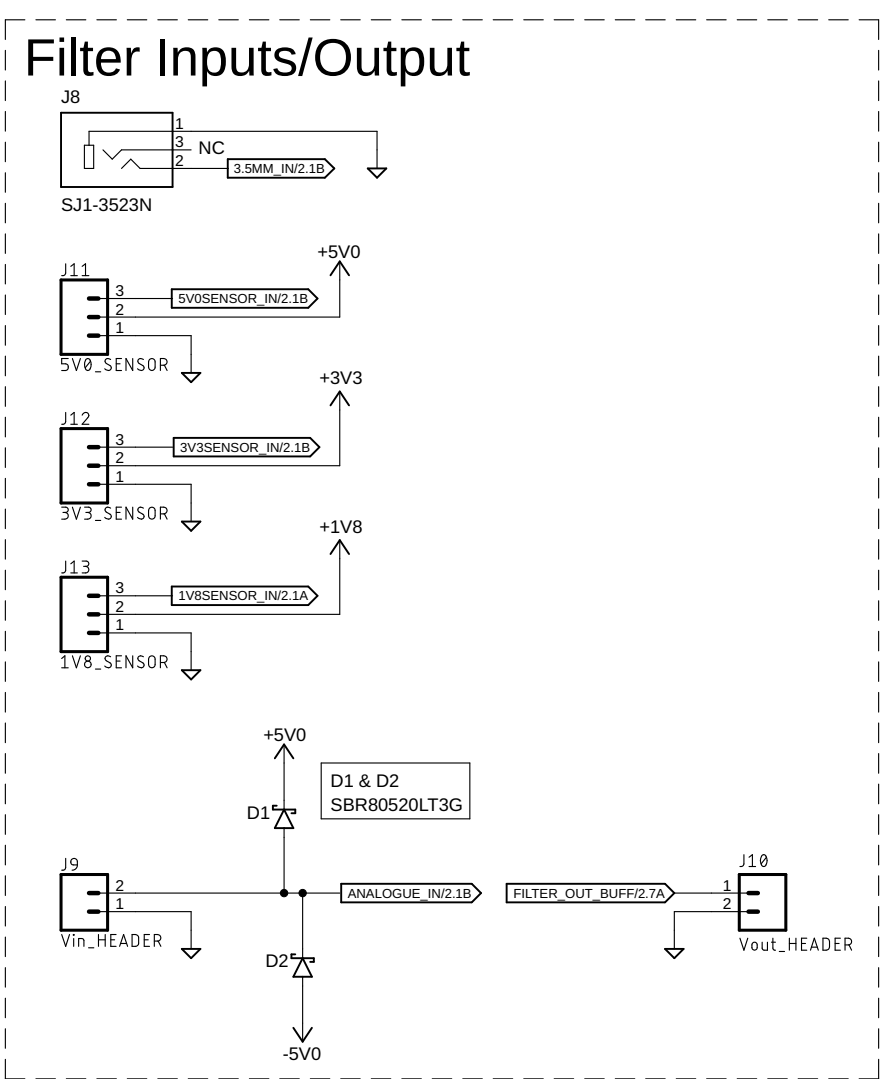 Filter Inputs/Output
J8
1
3
NC
2
3.5MM_IN/2.1B
SJ1-3523N
+5V0
J11
3
5V0SENSOR_IN/2.1B
2
1
5V0_SENSOR
+3V3
J12
3
3V3SENSOR_IN/2.1B
2
1
3V3_SENSOR
+1V8
J13
3
1V8SENSOR_IN/2.1A
2
1
1V8_SENSOR
+5V0
D1 & D2
SBR80520LT3G
D1
J9
2
ANALOGUE_IN/2.1B
1
Vin_HEADER
FILTER_OUT_BUFF/2.7A
J10
1
2
Vout_HEADER
D2
-5V0